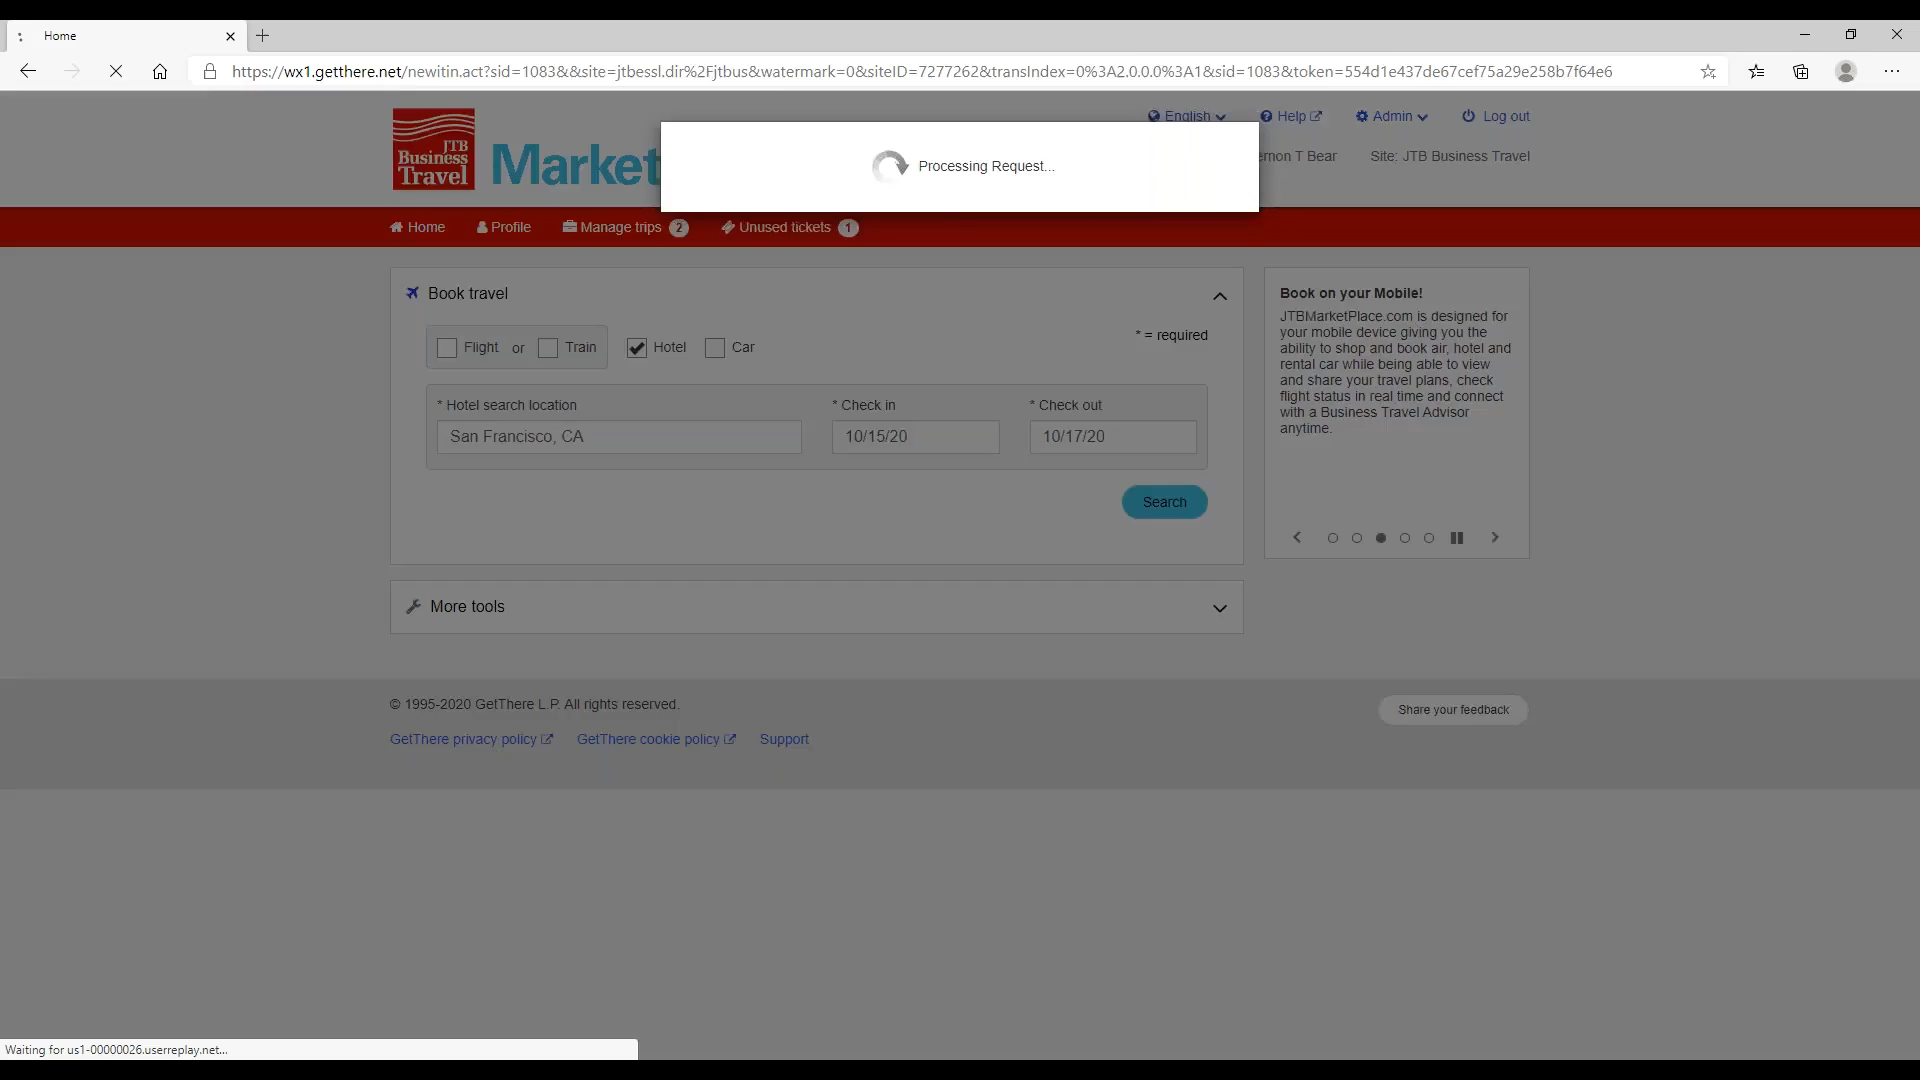 Home
https://wx1.getthere.net/newitin.act?sid=1083&&site=jtbessl.dir%2Fjtbus&watermark=0&siteID=7277262&transIndex=0%3A2.0.0.0%3A1&sid=1083&token=554d1e437de67cef75a29e258b7f64e6
English Help Admin Log out
JTB
Business
Travel
Market
Processing Request...
Bear Site: JTB Business Travel
Home Profile Manage trips 2 Unused tickets 1
Book travel
* = required
Flight or Train Hotel Car
* Hotel search location * Check in * Check out
San Francisco, CA 10/15/20 10/17/20
Search
More tools
Book on your Mobile!
JTBMarketPlace.com is designed for
your mobile device giving you the
ability to shop and book air, hotel and
rental car while being able to view
and share your travel plans, check
flight status in real time and connect
with a Business Travel Advisor
anytime.
© 1995-2020 GetThere L.P. All rights reserved.
Share your feedback
GetThere privacy policy GetThere cookie policy Support
Waiting for us1-00000026.userreplay.net...